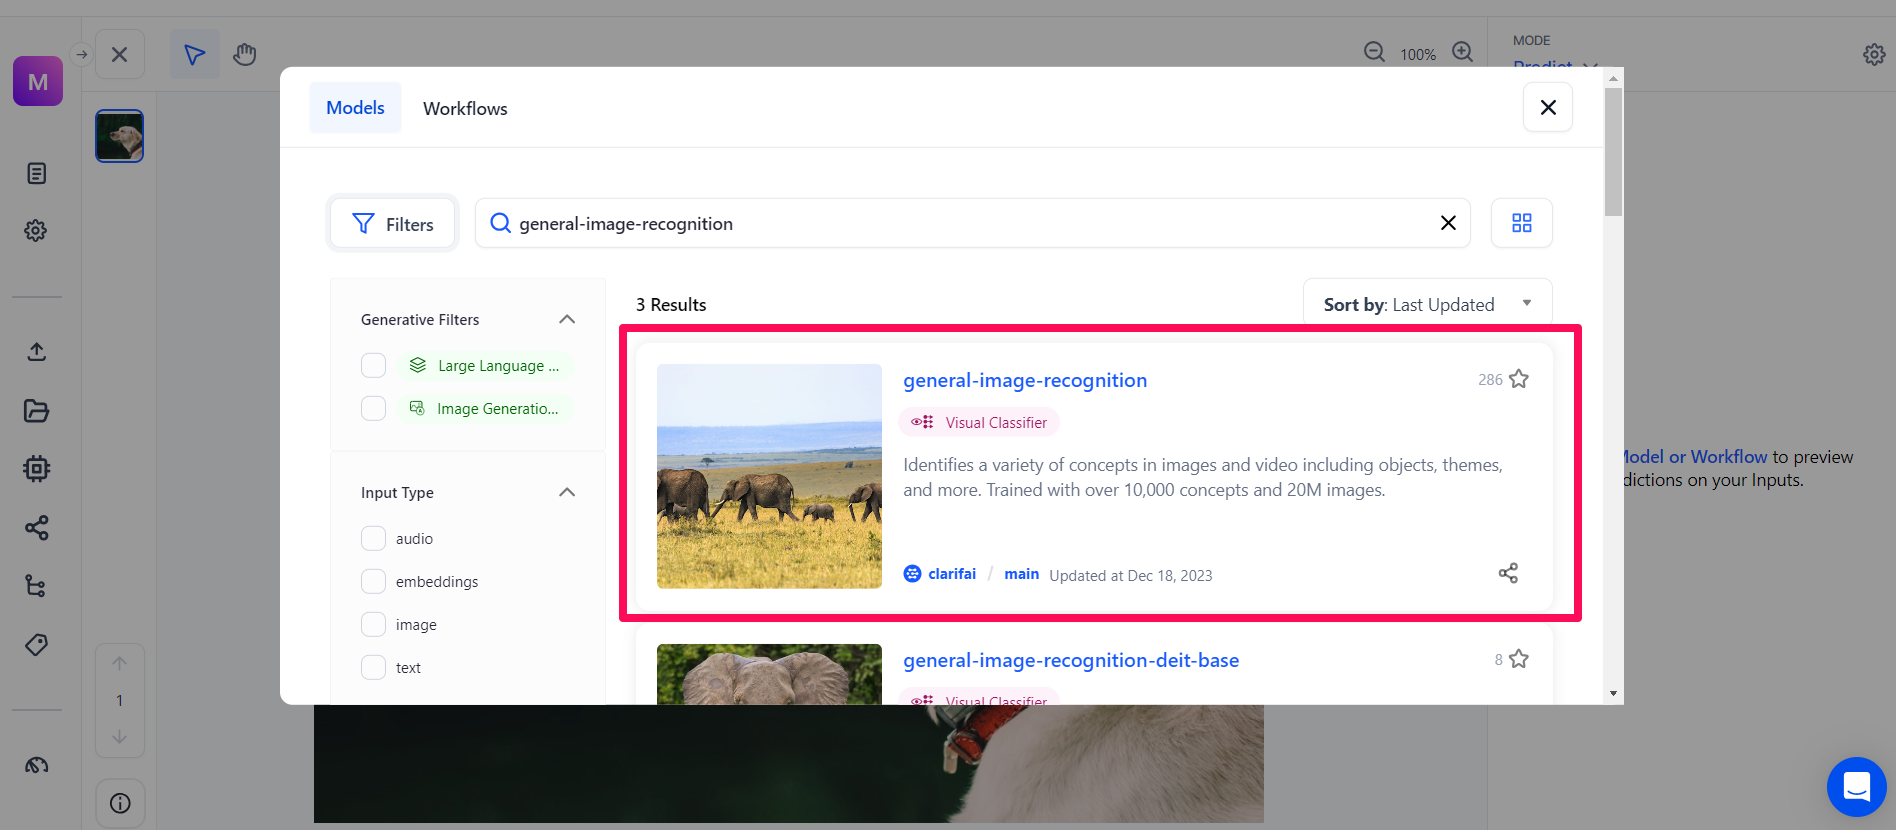 M
100%
MODE
Predict
Models
Workflows
Filters
general-image-recognition
3 Results
Sort by: Last Updated
Generative Filters
Large Language ...
Image Generatio...
Input Type
audio
embeddings
image
text
general-image-recognition
286
Visual Classifier
Identifies a variety of concepts in images and video including objects, themes,
and more. Trained with over 10,000 concepts and 20M images.
clarifai / main Updated at Dec 18, 2023
general-image-recognition-deit-base
8
Visual Classifier
Model or Workflow to preview
dictions on your Inputs.
1